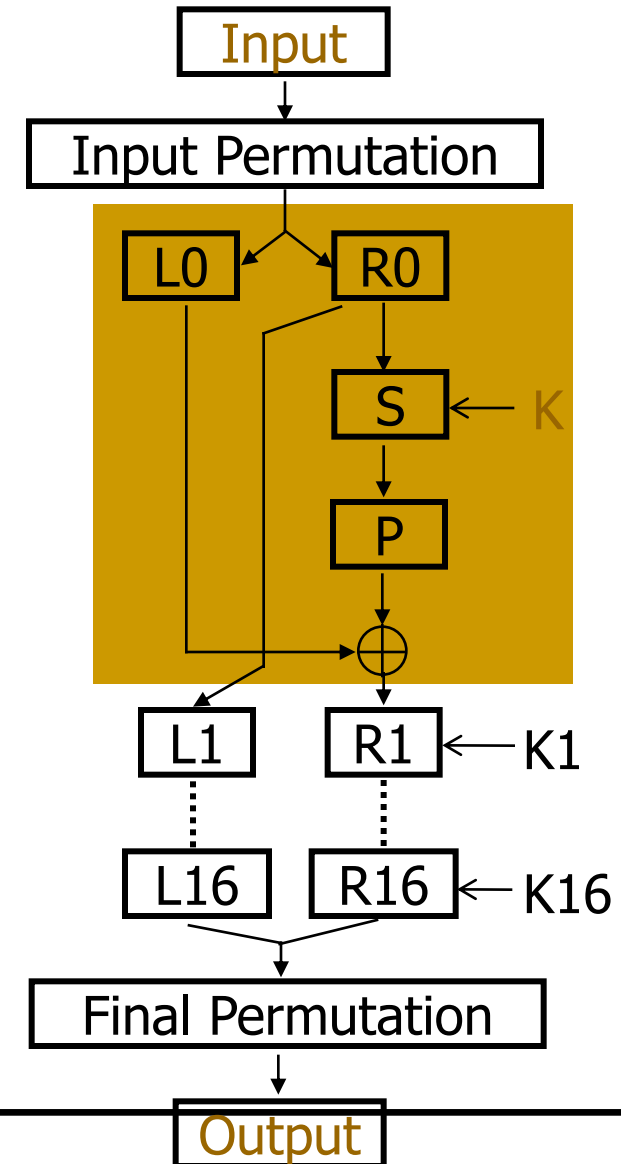 Input
Input Permutation
L0 R0
S K
P
L1 R1 K1
L16 R16 K16
Final Permutation
Output